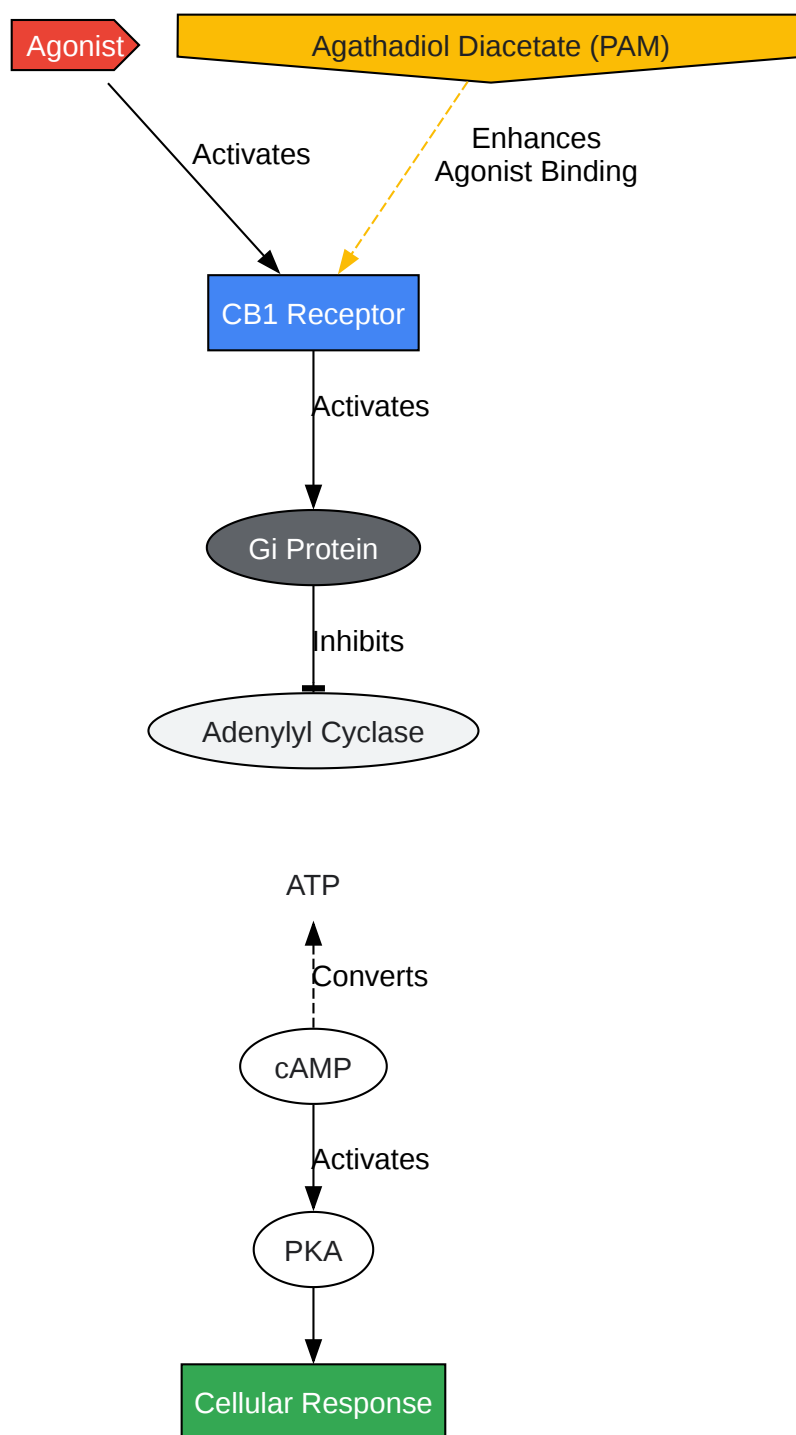 Agonist
Agathadiol Diacetate (PAM)
Activates
Enhances
Agonist Binding
CB1 Receptor
Activates
Gi Protein
Inhibits
Adenylyl Cyclase
ATP
Converts
cAMP
Activates
PKA
Cellular Response